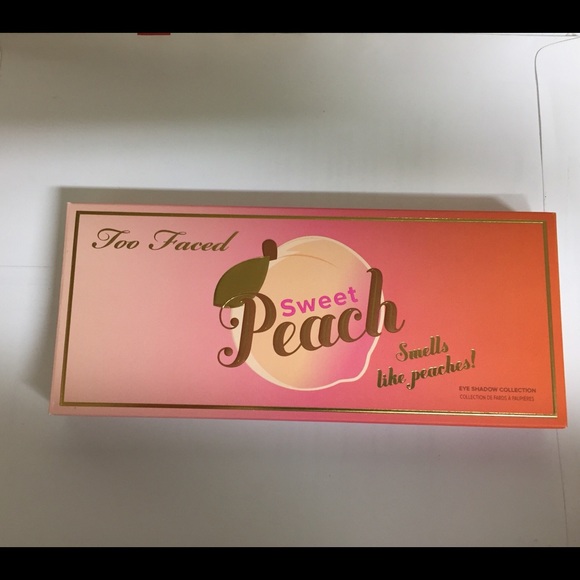 Too Faced
Sweet
Peach
Smells
like peaches!
EYE SHADOW COLLECTION
COLLECTION DE FARDS À PAUPIÈRES